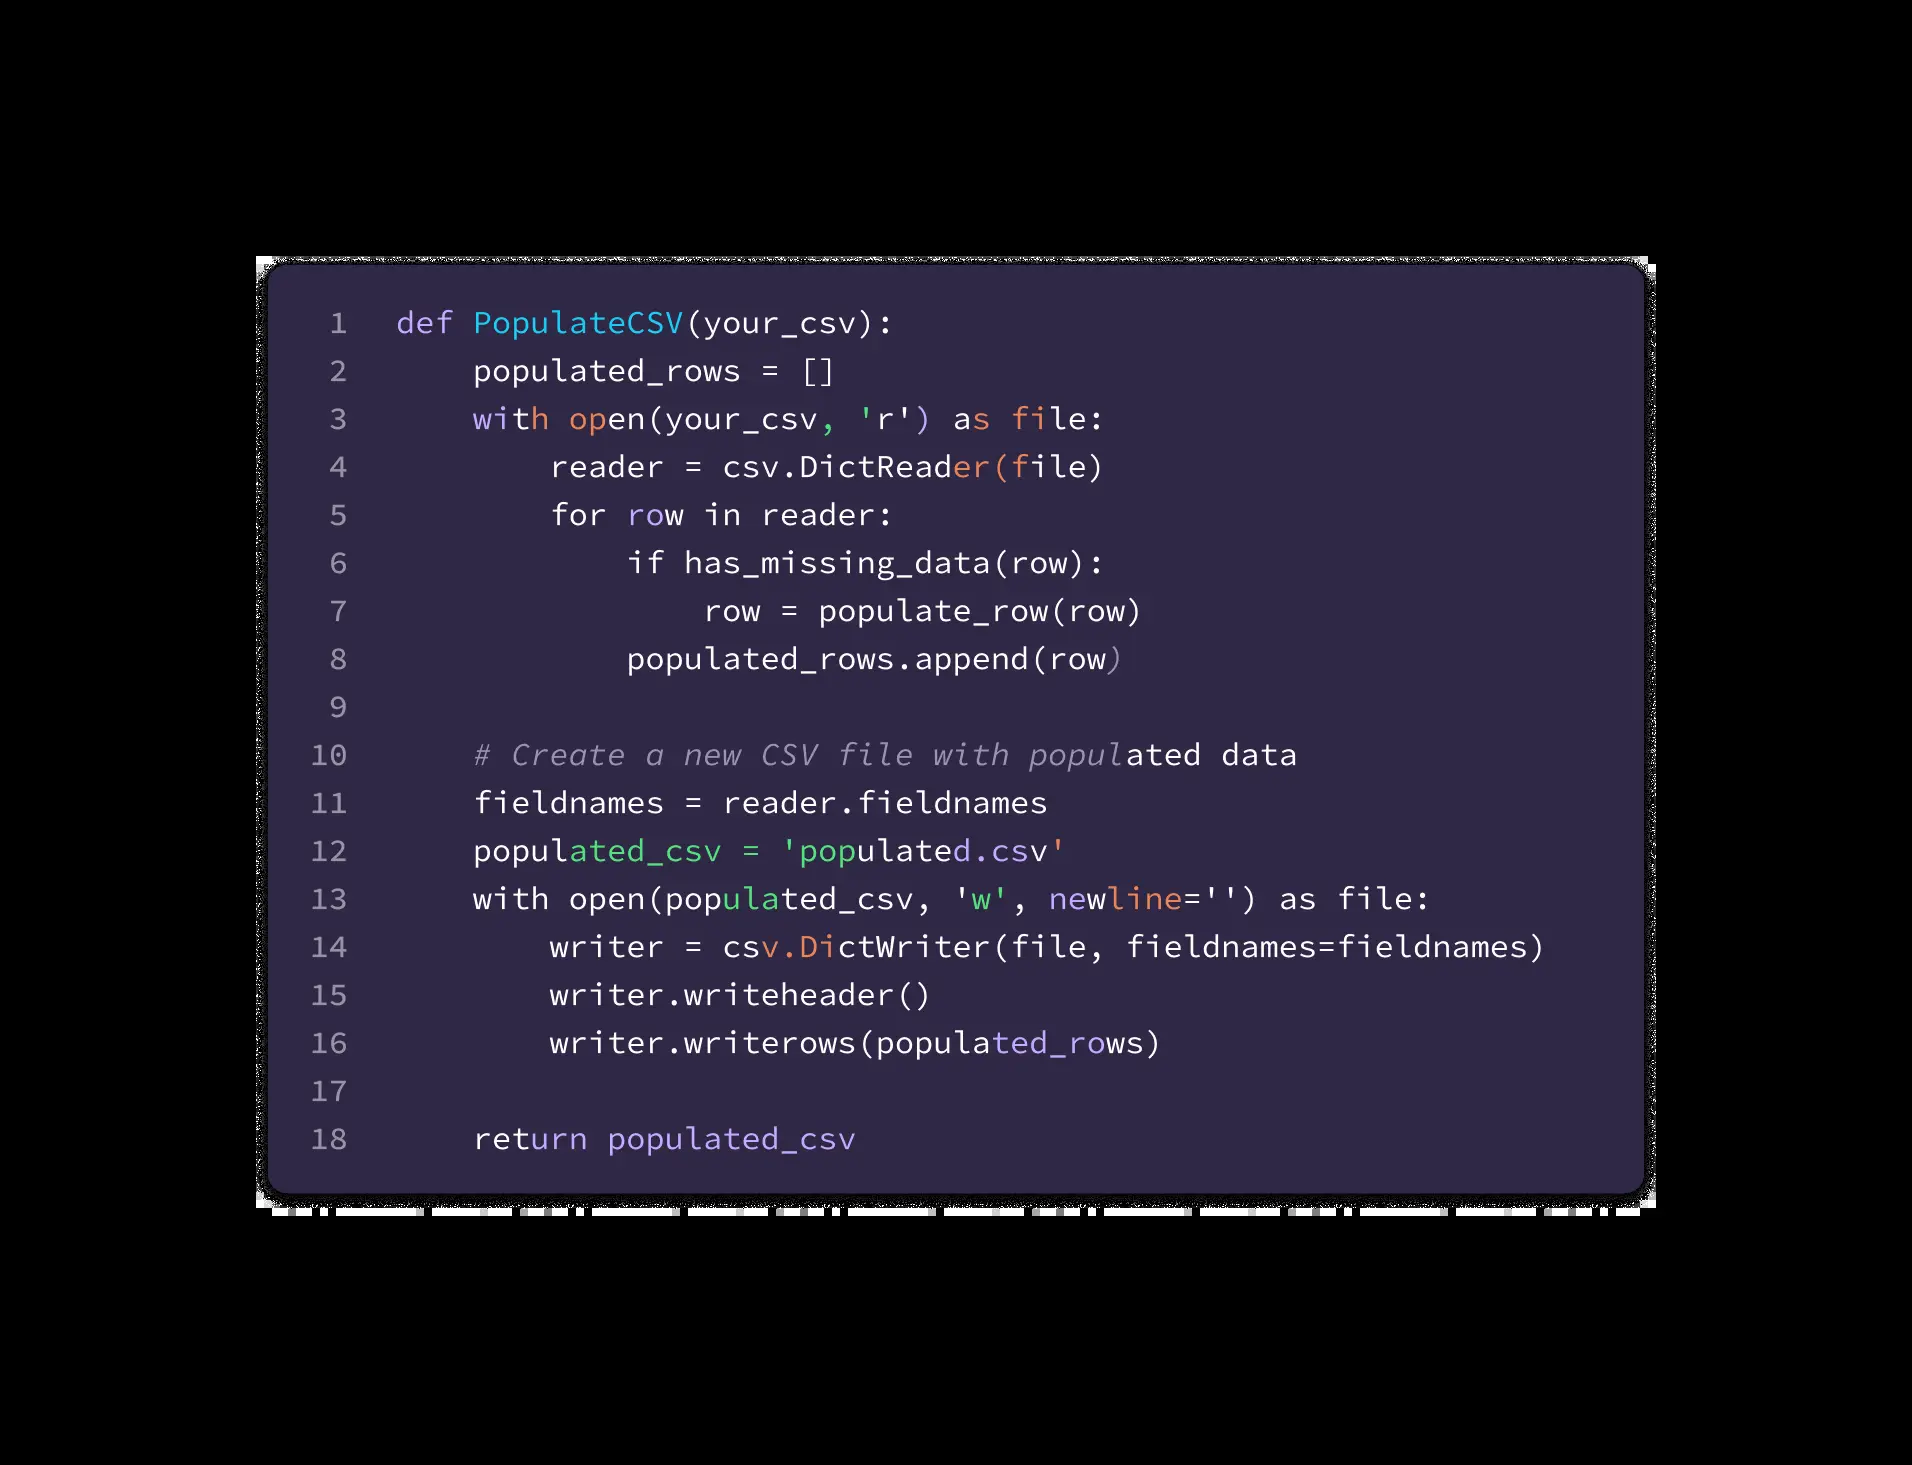 1 def PopulateCSV(your_csv):
2     populated_rows = []
3     with open(your_csv, 'r') as file:
4         reader = csv.DictReader(file)
5         for row in reader:
6             if has_missing_data(row):
7                 row = populate_row(row)
8             populated_rows.append(row)
9
10     # Create a new CSV file with populated data
11     fieldnames = reader.fieldnames
12     populated_csv = 'populated.csv'
13     with open(populated_csv, 'w', newline='') as file:
14         writer = csv.DictWriter(file, fieldnames=fieldnames)
15         writer.writeheader()
16         writer.writerows(populated_rows)
17
18     return populated_csv